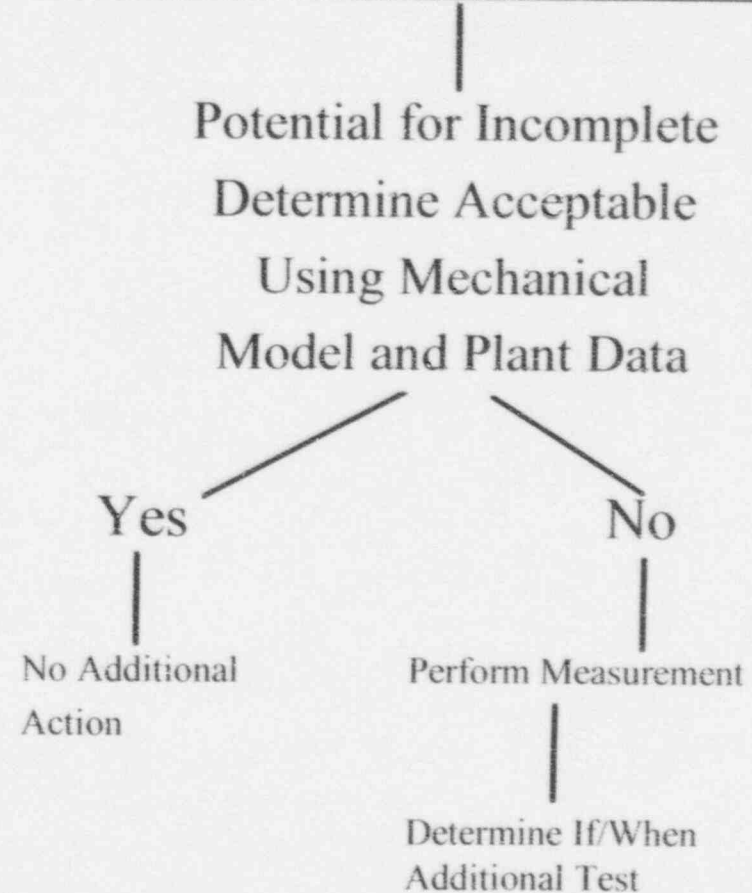 Potential for Incomplete
Determine Acceptable
Using Mechanical
Model and Plant Data
Yes
No
No Additional
Action
Perform Measurement
Determine If/When
Additional Test